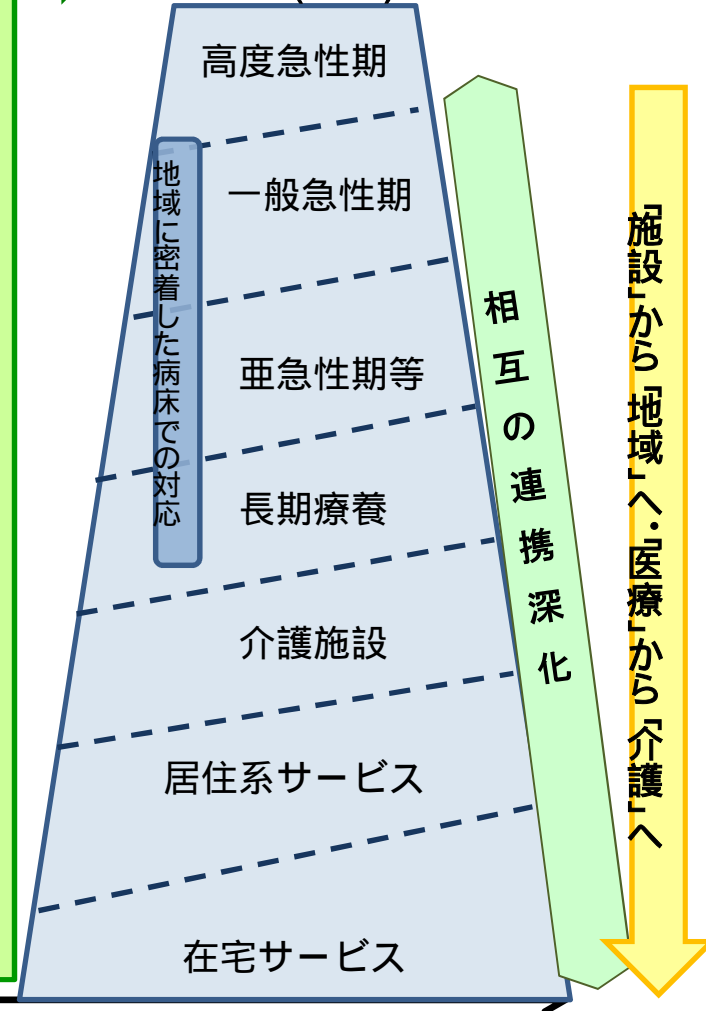 高度急性期
一般急性期
亜急性期等
長期療養
介護施設
居住系サービス
在宅サービス
地域に密着した病床での対応
相互の連携深化
「施設」から「地域」へ・「医療」から「介護」へ